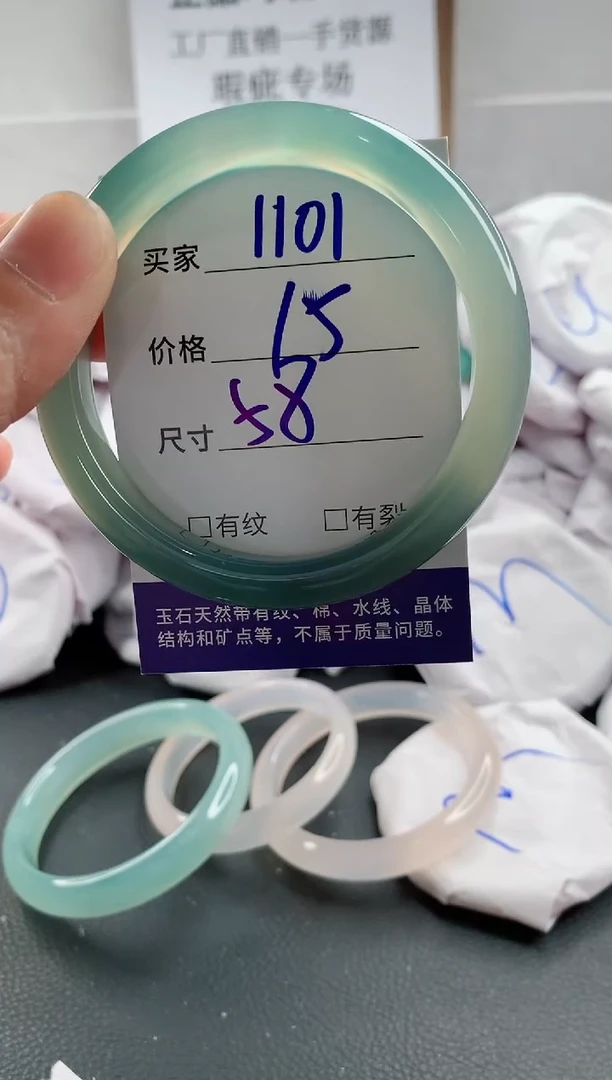 工厂直销一手货源
瑕疵专场
买家 1101
价格 15
尺寸 58
□有纹 □有裂
玉石天然带有纹、棉、水线、晶体
结构和矿点等，不属于质量问题。